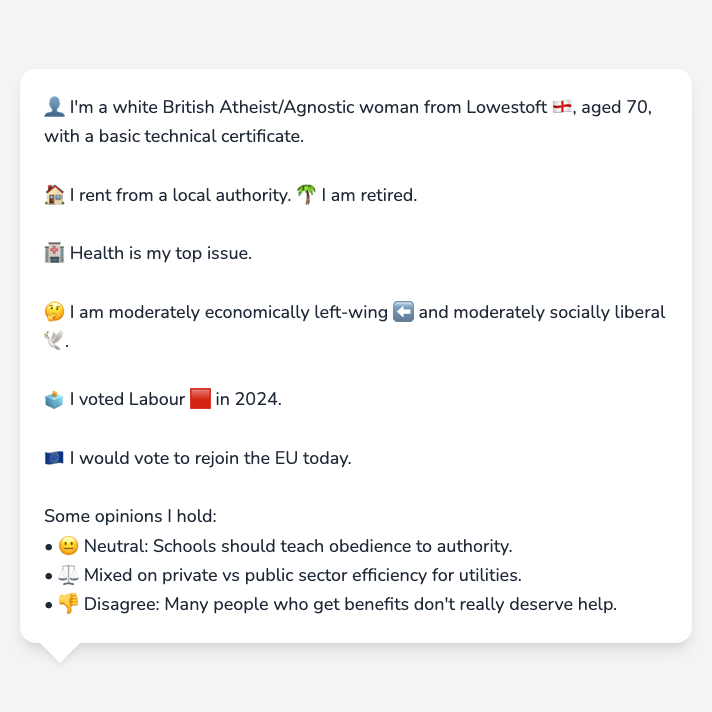 👤 I'm a white British Atheist/Agnostic woman from Lowestoft 🏴󠁧󠁢󠁥󠁮󠁧󠁿, aged 70,
with a basic technical certificate.
🏠 I rent from a local authority. 🌴 I am retired.
🏥 Health is my top issue.
🤔 I am moderately economically left-wing ⬅️ and moderately socially liberal
🕊️.
🗳️ I voted Labour 🟥 in 2024.
🇪🇺 I would vote to rejoin the EU today.
Some opinions I hold:
• 😐 Neutral: Schools should teach obedience to authority.
• ⚖️ Mixed on private vs public sector efficiency for utilities.
• 👎 Disagree: Many people who get benefits don't really deserve help.